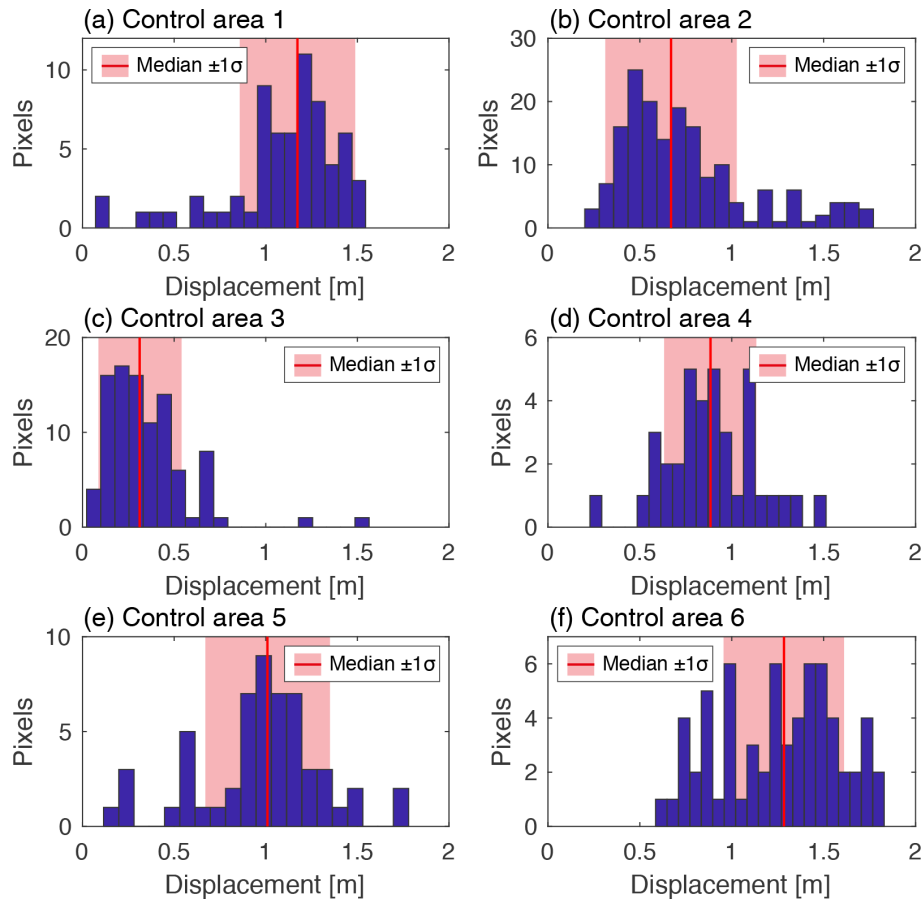 (a) Control area 1
Pixels
10
5
0
Median ±1σ
0 0.5 1 1.5 2
Displacement [m]
(b) Control area 2
Pixels
30
20
10
0
Median ±1σ
0 0.5 1 1.5 2
Displacement [m]
(c) Control area 3
Pixels
20
10
0
Median ±1σ
0 0.5 1 1.5 2
Displacement [m]
(d) Control area 4
Pixels
6
4
2
0
Median ±1σ
0 0.5 1 1.5 2
Displacement [m]
(e) Control area 5
Pixels
10
5
0
Median ±1σ
0 0.5 1 1.5 2
Displacement [m]
(f) Control area 6
Pixels
6
4
2
0
Median ±1σ
0 0.5 1 1.5 2
Displacement [m]